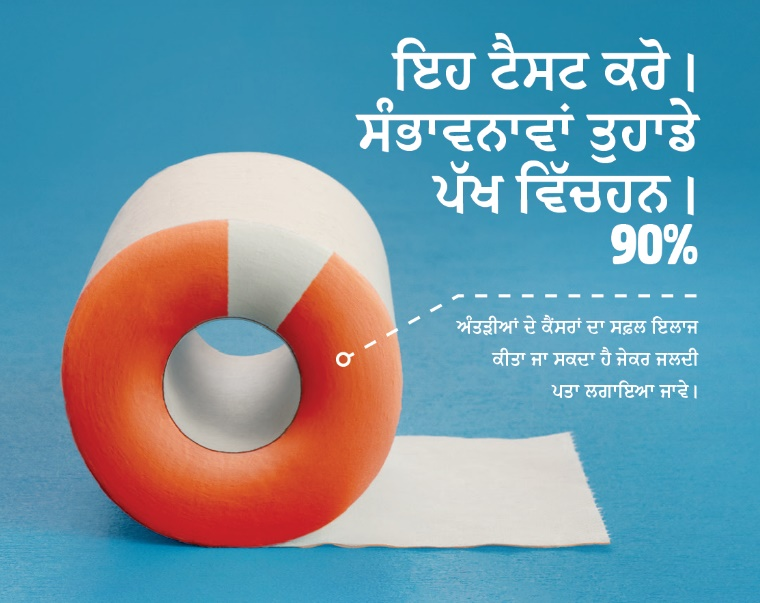 ਇਹ ਟੈਸਟ ਕਰੋ।
ਸੰਭਾਵਨਾਵਾਂ ਤੁਹਾਡੇ
ਪੱਖ ਵਿੱਚਹਨ।
90%
ਅੰਤੜੀਆਂ ਦੇ ਕੈਂਸਰਾਂ ਦਾ ਸਫ਼ਲ ਇਲਾਜ
ਕੀਤਾ ਜਾ ਸਕਦਾ ਹੈ ਜੇਕਰ ਜਲਦੀ
ਪਤਾ ਲਗਾਇਆ ਜਾਵੇ।